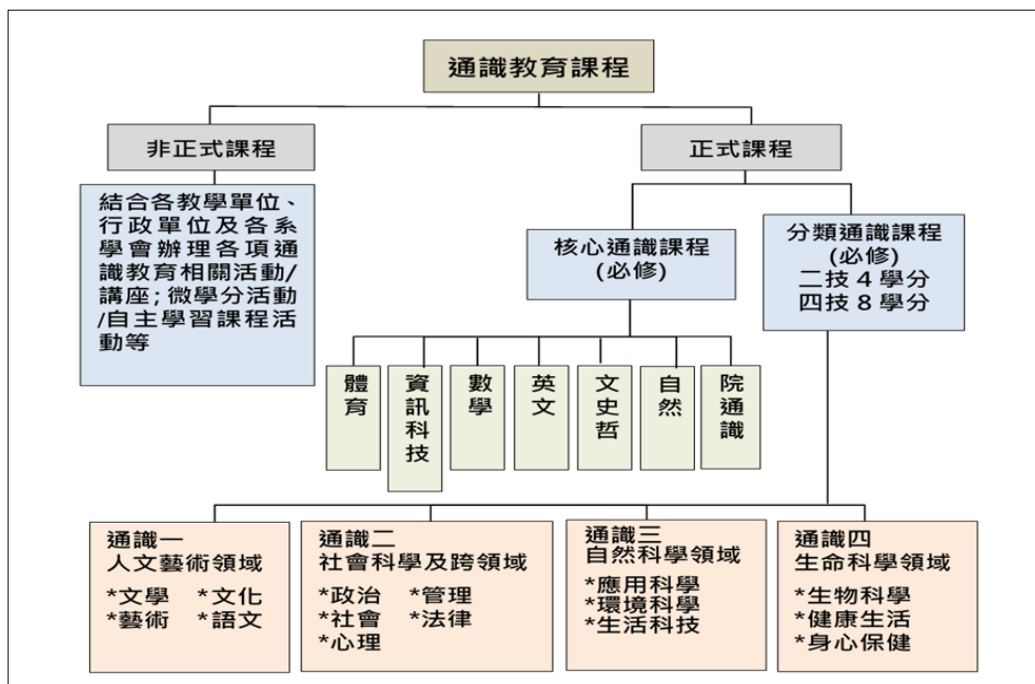 通識教育課程
非正式課程
正式課程
結合各教學單位、
行政單位及各系
學會辦理各項通
識教育相關活動/
講座;微學分活動
/自主學習課程活
動等
核心通識課程
(必修)
分類通識課程
(必修)
二技4學分
四技8學分
體育
資訊科技
數學
英文
文史哲
自然
院通識
通識一
人文藝術領域
*文學 *文化
*藝術 *語文
通識二
社會科學及跨領域
*政治 *管理
*社會 *法律
*心理
通識三
自然科學領域
*應用科學
*環境科學
*生活科技
通識四
生命科學領域
*生物科學
*健康生活
*身心保健